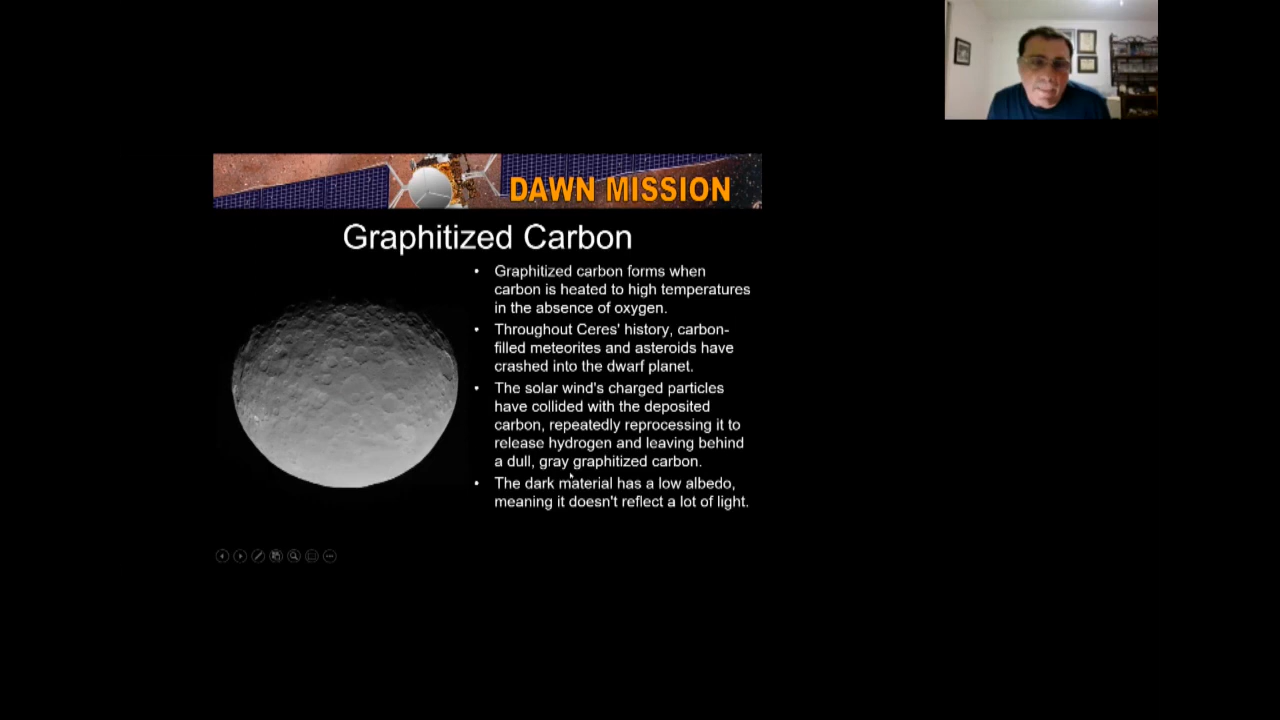 DAWN MISSION
Graphitized Carbon
• Graphitized carbon forms when
carbon is heated to high temperatures
in the absence of oxygen.
• Throughout Ceres' history, carbon-
filled meteorites and asteroids have
crashed into the dwarf planet.
• The solar wind's charged particles
have collided with the deposited
carbon, repeatedly reprocessing it to
release hydrogen and leaving behind
a dull, gray graphitized carbon.
• The dark material has a low albedo,
meaning it doesn't reflect a lot of light.